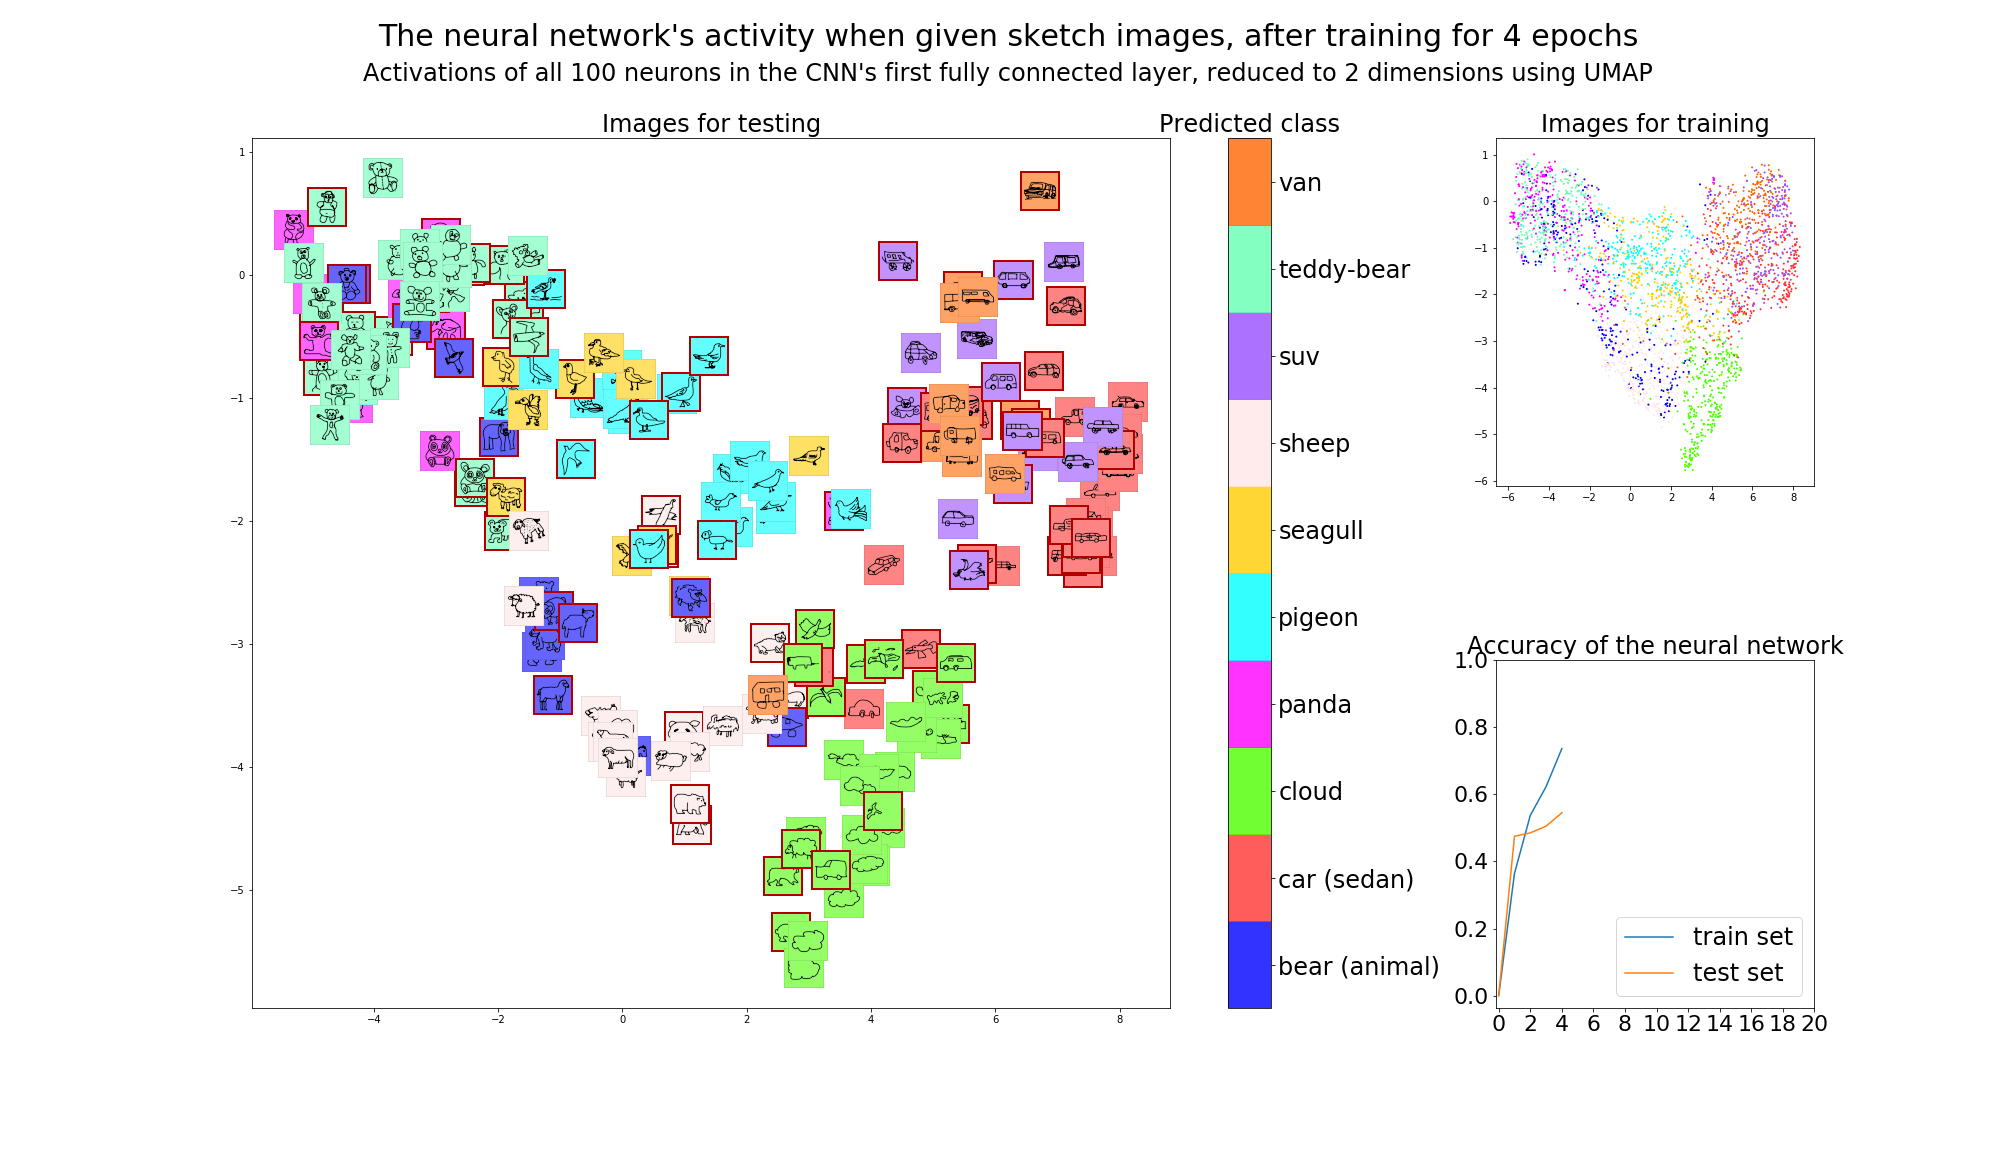 The neural network's activity when given sketch images, after training for 4 epochs
Activations of all 100 neurons in the CNN's first fully connected layer, reduced to 2 dimensions using UMAP
Images for testing
1
0
−1
−2
−3
−4
−5
−4
−2
0
2
4
6
8
Predicted class
van
teddy-bear
suv
sheep
seagull
pigeon
panda
cloud
car (sedan)
bear (animal)
Images for training
1
0
−1
−2
−3
−4
−5
−6
−6
−4
−2
0
2
4
6
8
Accuracy of the neural network
1.0
0.8
0.6
0.4
0.2
0.0
train set
test set
0 2 4 6 8 10 12 14 16 18 20